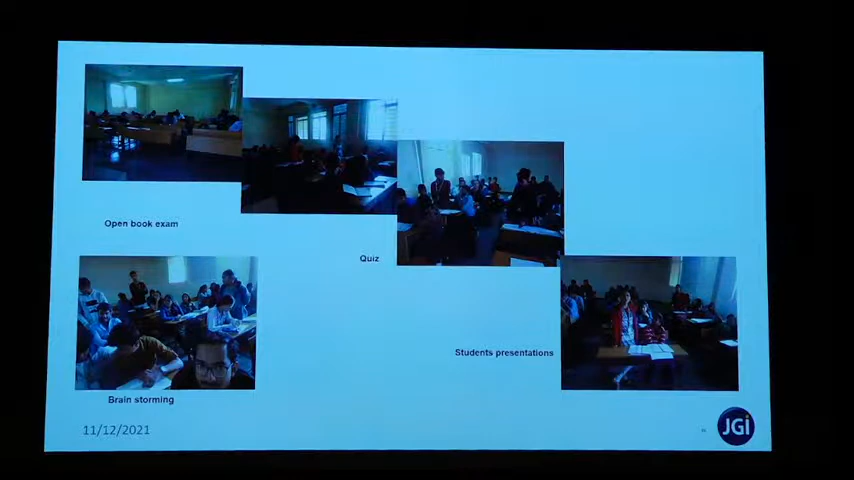 Open book exam
Quiz
Students presentations
Brain storming
11/12/2021
JGi